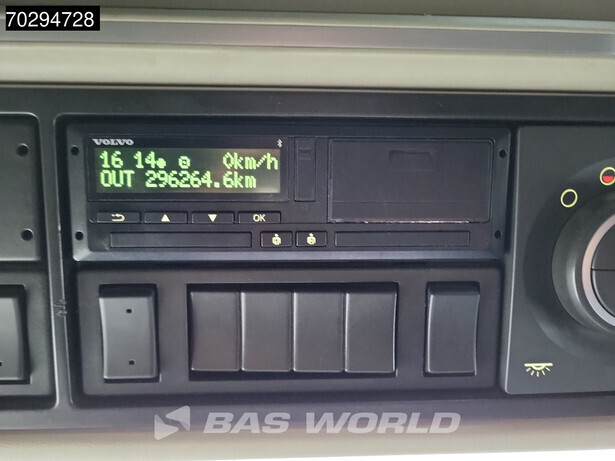 70294728
VOLVO
16 14 0km/h
OUT 296264.6km
OK
BAS WORLD